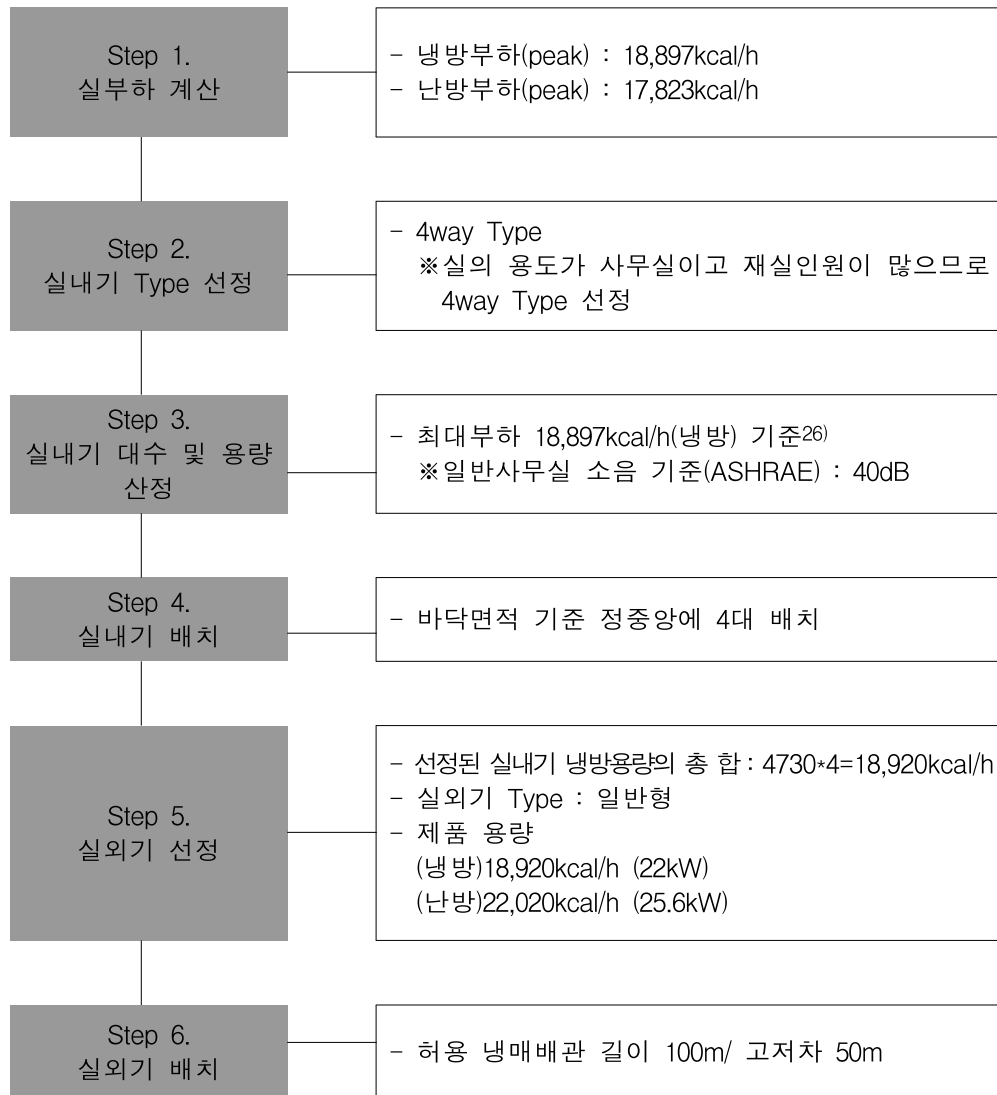 Step 1.
실부하 계산
- 냉방부하(peak) : 18,897kcal/h
- 난방부하(peak) : 17,823kcal/h
Step 2.
실내기 Type 선정
- 4way Type
※실의 용도가 사무실이고 재실인원이 많으므로
4way Type 선정
Step 3.
실내기 대수 및 용량
산정
- 최대부하 18,897kcal/h(냉방) 기준26)
※일반사무실 소음 기준(ASHRAE) : 40dB
Step 4.
실내기 배치
- 바닥면적 기준 정중앙에 4대 배치
Step 5.
실외기 선정
- 선정된 실내기 냉방용량의 총 합 : 4730*4=18,920kcal/h
- 실외기 Type : 일반형
- 제품 용량
(냉방)18,920kcal/h (22kW)
(난방)22,020kcal/h (25.6kW)
Step 6.
실외기 배치
- 허용 냉매배관 길이 100m/ 고저차 50m